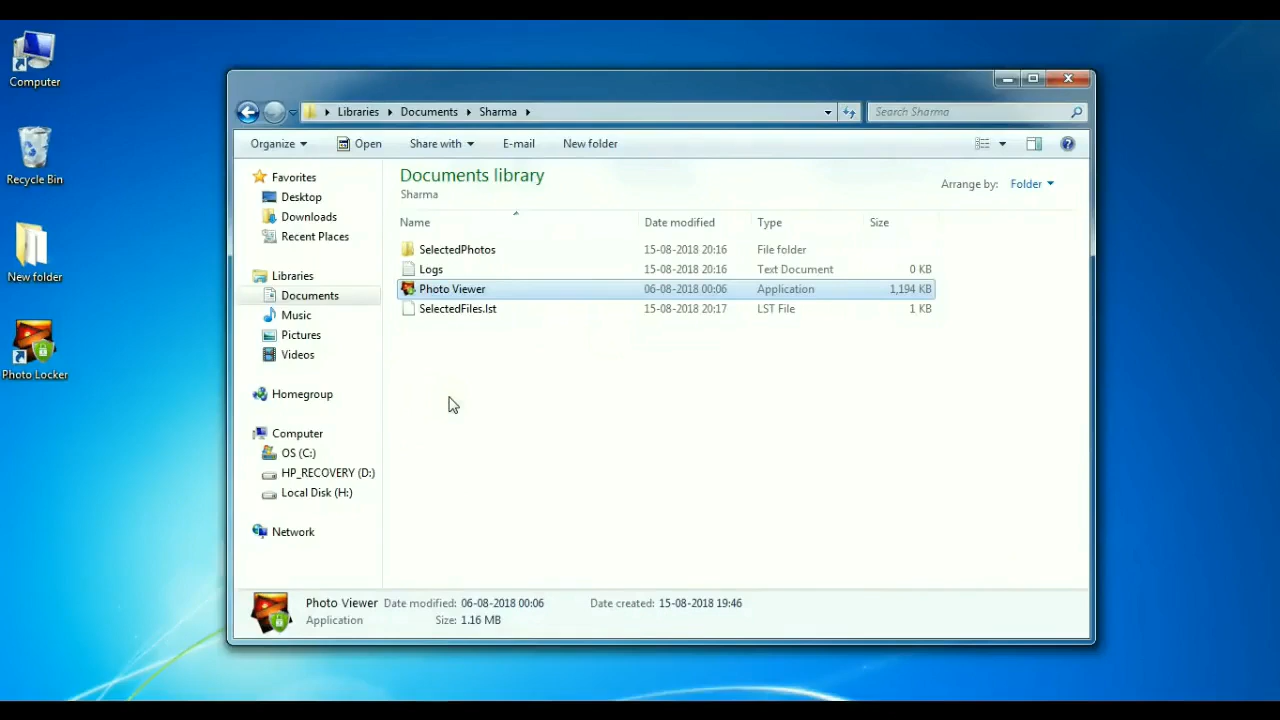 Computer
Recycle Bin
New folder
Photo Locker
Libraries Documents Sharma
Search Sharma
Organize Open Share with E-mail New folder
Favorites
Desktop
Downloads
Recent Places
Libraries
Documents
Music
Pictures
Videos
Homegroup
Computer
OS (C:)
HP_RECOVERY (D:)
Local Disk (H:)
Network
Documents library
Sharma
Arrange by: Folder
Name Date modified Type Size
SelectedPhotos 15-08-2018 20:16 File folder
Logs 15-08-2018 20:16 Text Document 0 KB
Photo Viewer 06-08-2018 00:06 Application 1,194 KB
SelectedFiles.lst 15-08-2018 20:17 LST File 1 KB
Photo Viewer Date modified: 06-08-2018 00:06 Date created: 15-08-2018 19:46
Application Size: 1.16 MB